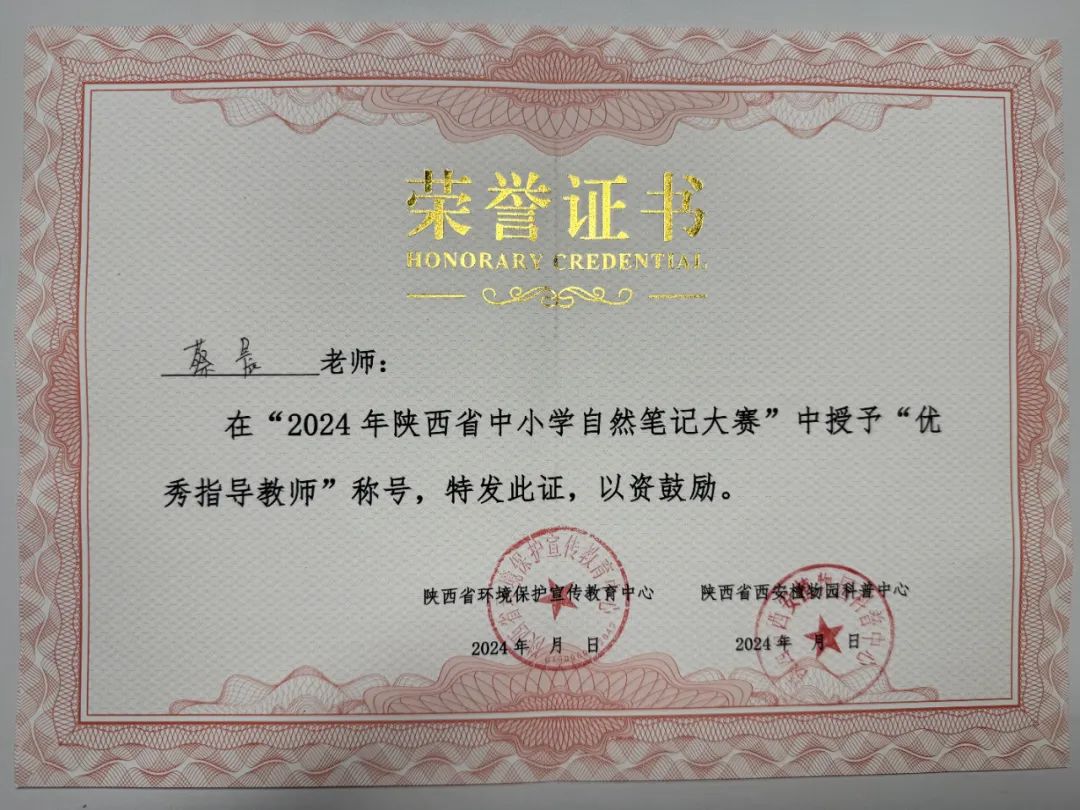 荣誉证书
HONORARY CREDENTIAL
蔡晨 老师：
在“2024年陕西省中小学自然笔记大赛”中授予“优
秀指导教师”称号，特发此证，以资鼓励。
陕西省环境保护宣传教育中心 陕西省西安植物园科普中心
2024年 月 日 2024年 月 日